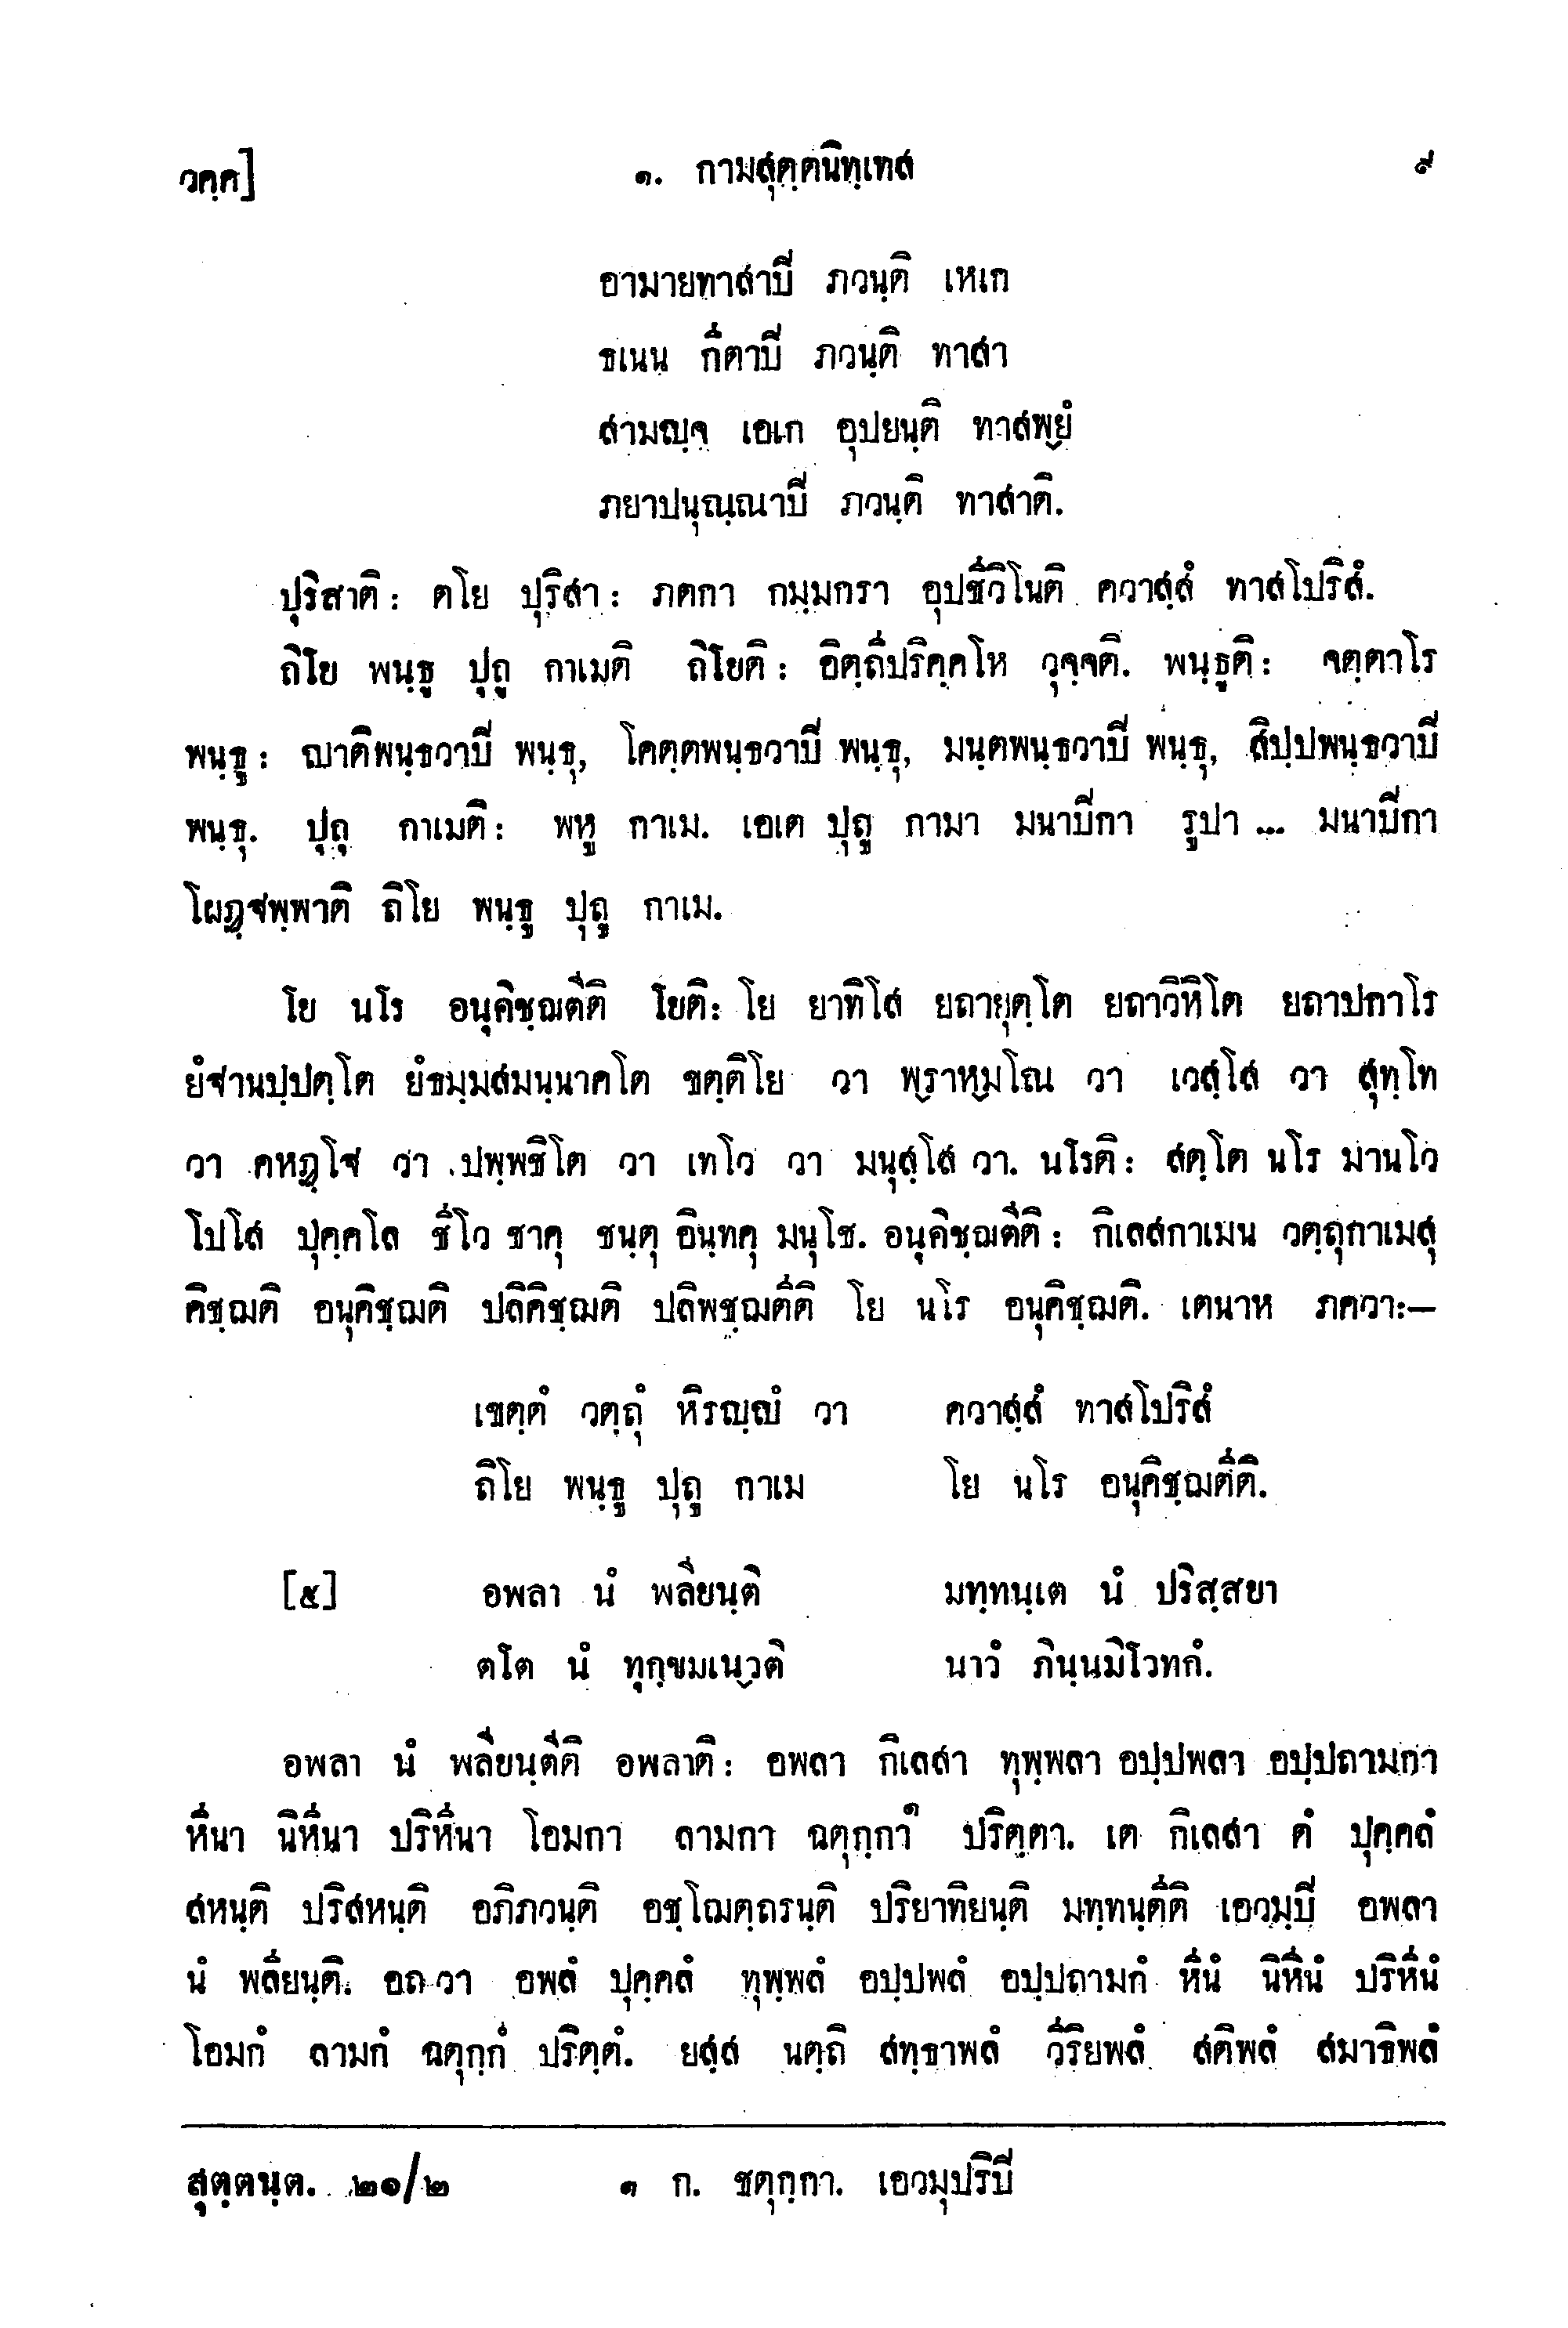 วคฺค]
๑. กามสุตฺตนิทฺเทส
๙
อามายทาสาปิ ภวนฺติ เหเก
ธเนน กีตาปิ ภวนฺติ ทาสา
สามญฺจ เอเก อุปยนฺติ ทาสพฺยํ
ภยาปนุณฺณาปิ ภวนฺติ ทาสาติ.
ปุริสาติ: ตโย ปุริสา: ภตกา กมฺมกรา อุปชีวิโนติ ควาสฺสํ ทาสโปริสํ.
ถิโย พนฺธู ปุถู กาเมติ ถิโยติ: อิตฺถีปริคฺคโห วุจฺจติ. พนฺธูติ: จตฺตาโร
พนฺธู: ญาติพนฺธวาปิ พนฺธุ, โคตฺตพนฺธวาปิ พนฺธุ, มนฺตพนฺธวาปิ พนฺธุ, สิปฺปพนฺธวาปิ
พนฺธุ. ปุถุ กาเมติ: พหู กาเม. เอเต ปุถู กามา มนาปิกา รูปา ... มนาปิกา
โผฏฺฐพฺพาติ ถิโย พนฺธู ปุถู กาเม.
โย นโร อนุคิชฺฌตีติ โยติ: โย ยาทิโส ยถายุตฺโต ยถาวิหิโต ยถาปกาโร
ยํฐานปฺปตฺโต ยํธมฺมสมนฺนาคโต ขตฺติโย วา พฺราหฺมโณ วา เวสฺโส วา สุทฺโท
วา คหฏฺโฐ วา ปพฺพชิโต วา เทโว วา มนุสฺโส วา. นโรติ: สตฺโต นโร มานโว
โปโส ปุคฺคโล ชีโว ชาคุ ชนฺตุ อินฺทคุ มนุโช. อนุคิชฺฌตีติ: กิเลสกาเมน วตฺถุกาเมสุ
คิชฺฌติ อนุคิชฺฌติ ปลิคิชฺฌติ ปลิพชฺฌตีติ โย นโร อนุคิชฺฌติ. เตนาห ภควา:—
เขตฺตํ วตฺถุํ หิรญฺญํ วา ควาสฺสํ ทาสโปริสํ
ถิโย พนฺธู ปุถู กาเม โย นโร อนุคิชฺฌตีติ.
[๕] อพลา นํ พลียนฺติ มทฺทนฺเต นํ ปริสฺสยา
ตโต นํ ทุกฺขมเนฺวติ นาวํ ภินฺนมิโวทกํ.
อพลา นํ พลียนฺตีติ อพลาติ: อพลา กิเลสา ทุพฺพลา อปฺปพลา อปฺปถามกา
หีนา นิหีนา ปริหีนา โอมกา ลามกา ฉตุกฺกา๑ ปริตฺตา. เต กิเลสา ตํ ปุคฺคลํ
สหนฺติ ปริสหนฺติ อภิภวนฺติ อชฺโฌตฺถรนฺติ ปริยาทิยนฺติ มทฺทนฺตีติ เอวมฺปิ อพลา
นํ พลียนฺติ. อถ วา อพลํ ปุคฺคลํ ทุพฺพลํ อปฺปพลํ อปฺปถามกํ หีนํ นิหีนํ ปริหีนํ
โอมกํ ลามกํ ฉตุกฺกํ ปริตฺตํ. ยสฺส นตฺถิ สทฺธาพลํ วีริยพลํ สติพลํ สมาธิพลํ
สุตฺตนฺต. ๒๑/๒
๑ ก. ชตุกฺกา. เอวมุปริปิ